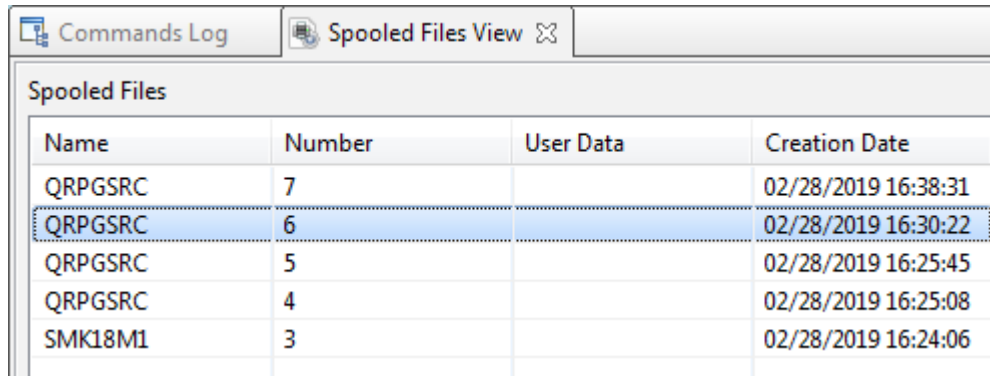 Commands Log Spooled Files View
Spooled Files
Name Number User Data Creation Date
QRPGSRC 7 02/28/2019 16:38:31
QRPGSRC 6 02/28/2019 16:30:22
QRPGSRC 5 02/28/2019 16:25:45
QRPGSRC 4 02/28/2019 16:25:08
SMK18M1 3 02/28/2019 16:24:06